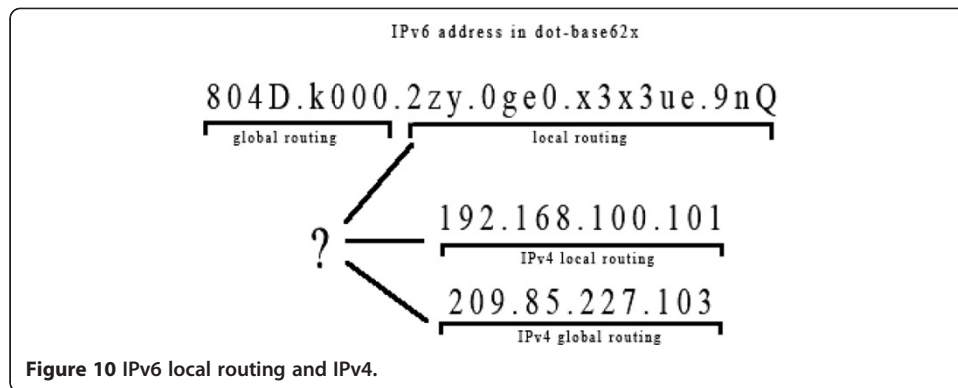 IPv6 address in dot-base62x
804D.k000.2zy.0ge0.x3x3ue.9nQ
global routing local routing
?
192.168.100.101
IPv4 local routing
209.85.227.103
IPv4 global routing
Figure 10 IPv6 local routing and IPv4.